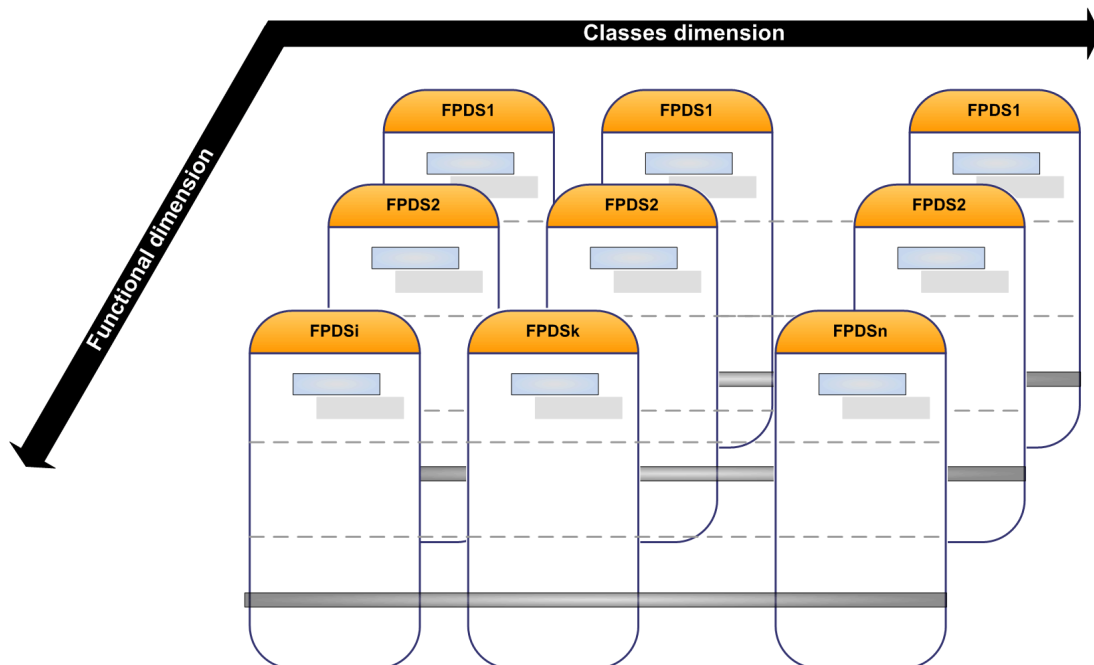 Classes dimension
Functional dimension
FPDS1
FPDS1
FPDS1
FPDS2
FPDS2
FPDS2
FPDSi
FPDSk
FPDSn